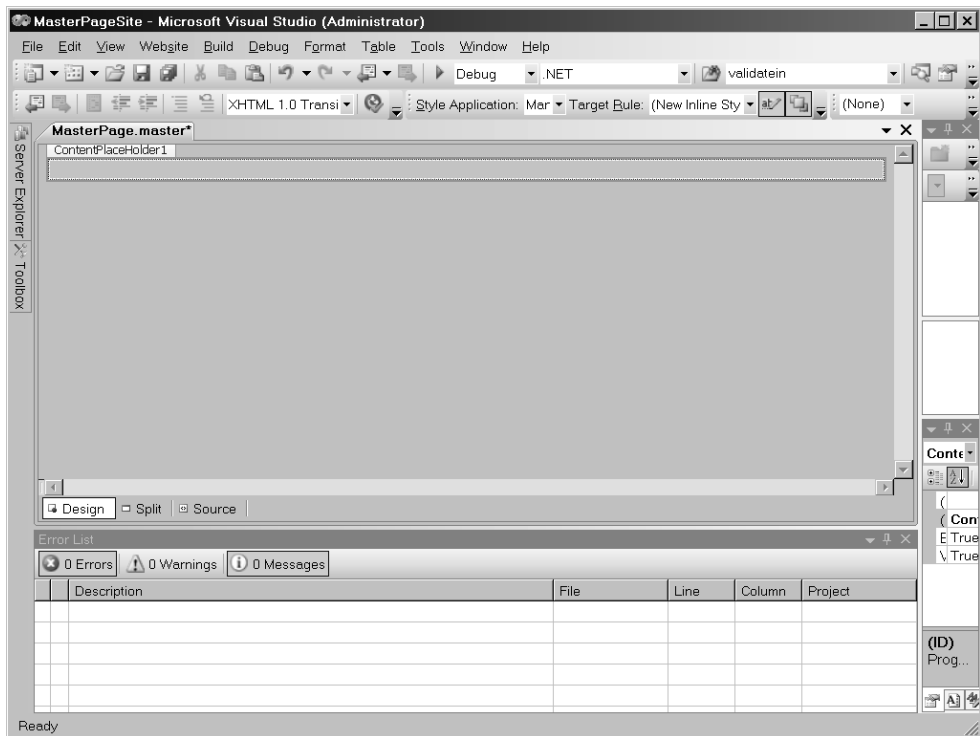 MasterPageSite - Microsoft Visual Studio (Administrator)
File Edit View Website Build Debug Format Table Tools Window Help
Debug .NET validatein
XHTML 1.0 Transi Style Application: Mar Target Rule: (New Inline Sty ab (None)
Server Explorer
Toolbox
MasterPage.master*
ContentPlaceHolder1
Design Split Source
Error List
0 Errors 0 Warnings 0 Messages
Description File Line Column Project
Conte
(
( Con
E True
V True
(ID)
Prog...
Ready